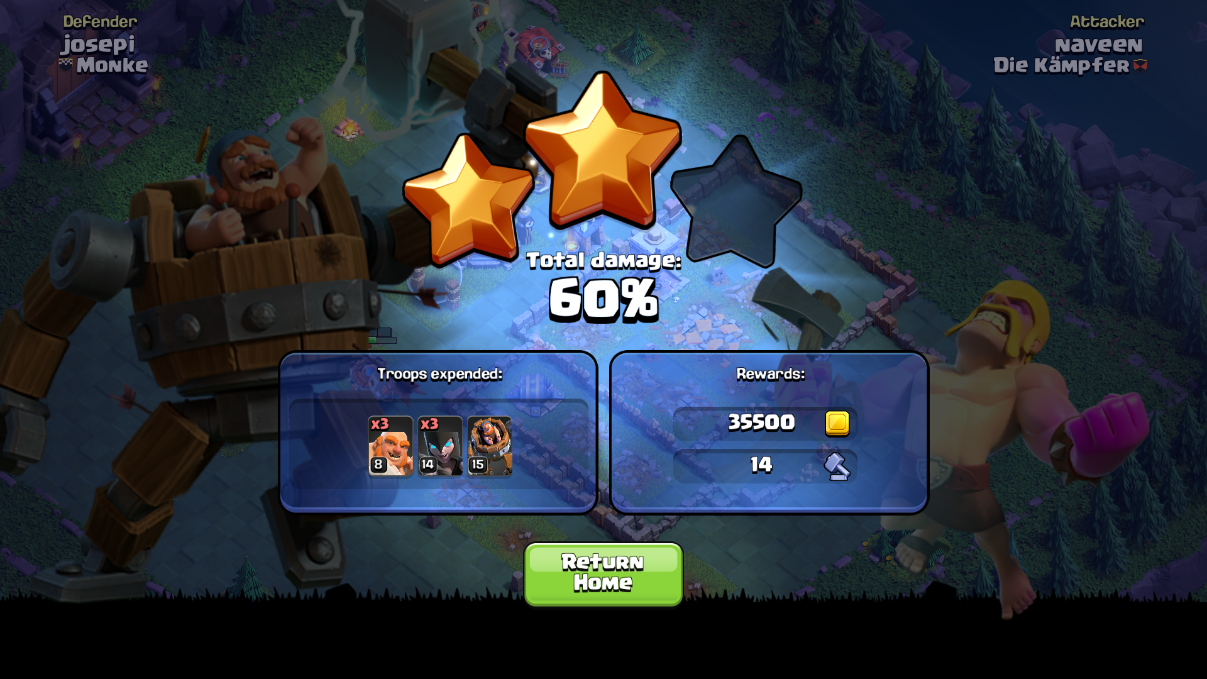 Defender
josepi
Monke
Attacker
naveen
Die Kämpfer
Total damage:
60%
Troops expended:
x3
x3
8
14
15
Rewards:
35500
14
Return
Home